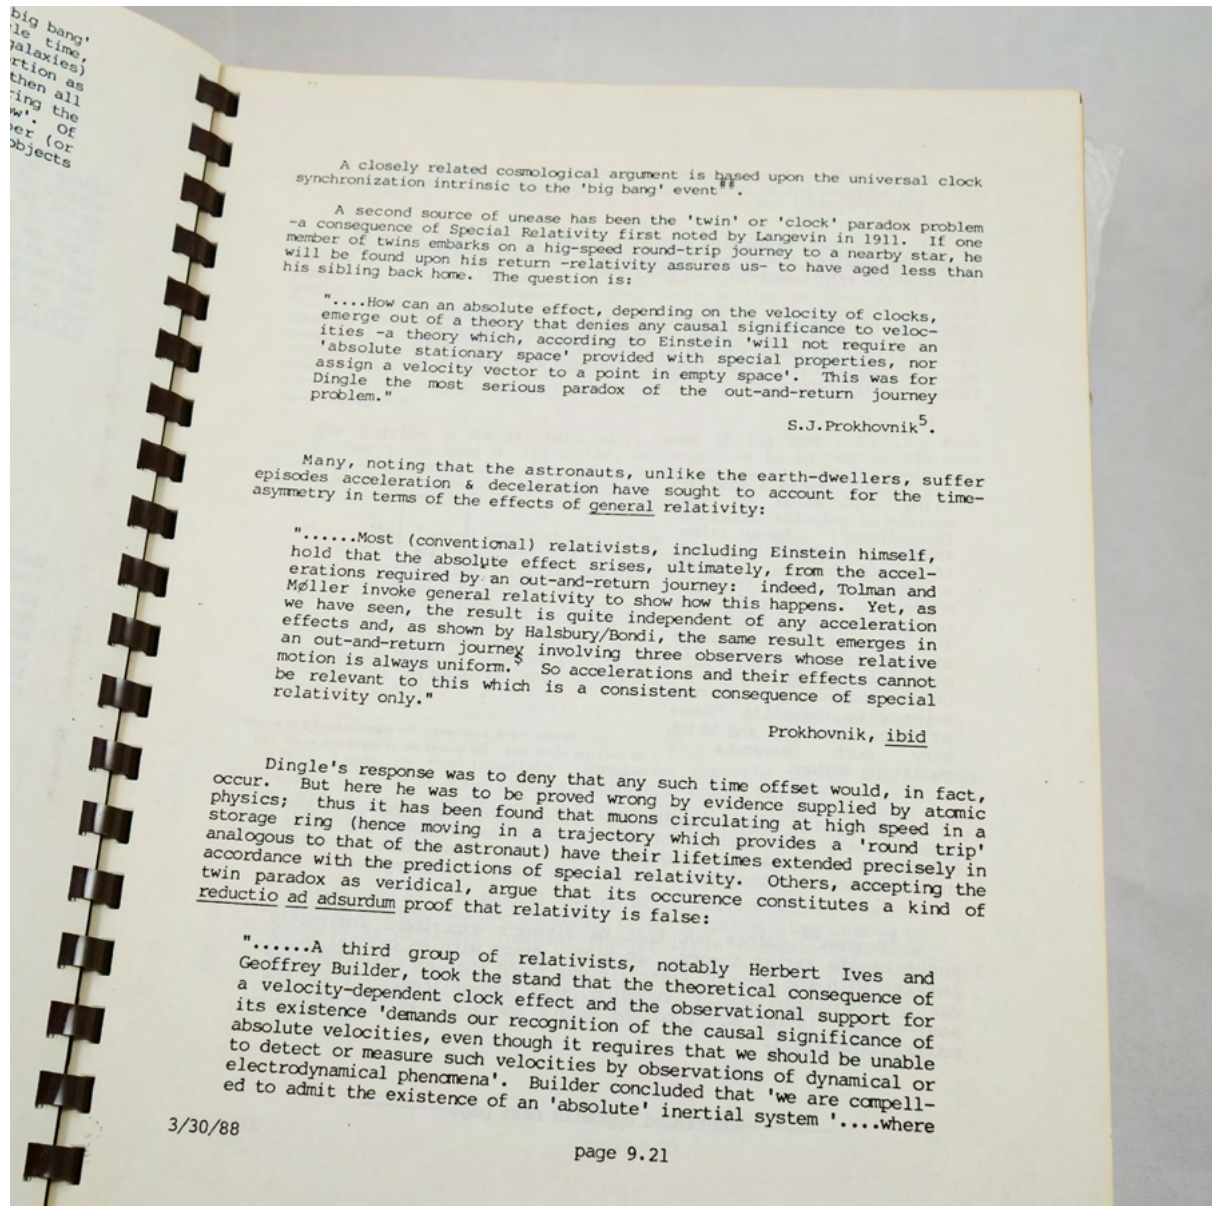 big bang'
le time,
galaxies)
rtion as
then all
ring the
w'. Of
er (or
objects
A closely related cosmological argument is based upon the universal clock
synchronization intrinsic to the 'big bang' event##.
A second source of unease has been the 'twin' or 'clock' paradox problem
-a consequence of Special Relativity first noted by Langevin in 1911. If one
member of twins embarks on a hig-speed round-trip journey to a nearby star, he
will be found upon his return -relativity assures us- to have aged less than
his sibling back home. The question is:
"....How can an absolute effect, depending on the velocity of clocks,
emerge out of a theory that denies any causal significance to veloc-
ities -a theory which, according to Einstein 'will not require an
'absolute stationary space' provided with special properties, nor
assign a velocity vector to a point in empty space'. This was for
Dingle the most serious paradox of the out-and-return journey
problem."
S.J.Prokhovnik5.
Many, noting that the astronauts, unlike the earth-dwellers, suffer
episodes acceleration & deceleration have sought to account for the time-
asymmetry in terms of the effects of general relativity:
"......Most (conventional) relativists, including Einstein himself,
hold that the absolute effect srises, ultimately, from the accel-
erations required by an out-and-return journey: indeed, Tolman and
Møller invoke general relativity to show how this happens. Yet, as
we have seen, the result is quite independent of any acceleration
effects and, as shown by Halsbury/Bondi, the same result emerges in
an out-and-return journey involving three observers whose relative
motion is always uniform.$ So accelerations and their effects cannot
be relevant to this which is a consistent consequence of special
relativity only."
Prokhovnik, ibid
Dingle's response was to deny that any such time offset would, in fact,
occur. But here he was to be proved wrong by evidence supplied by atomic
physics; thus it has been found that muons circulating at high speed in a
storage ring (hence moving in a trajectory which provides a 'round trip'
analogous to that of the astronaut) have their lifetimes extended precisely in
accordance with the predictions of special relativity. Others, accepting the
twin paradox as veridical, argue that its occurence constitutes a kind of
reductio ad adsurdum proof that relativity is false:
"......A third group of relativists, notably Herbert Ives and
Geoffrey Builder, took the stand that the theoretical consequence of
a velocity-dependent clock effect and the observational support for
its existence 'demands our recognition of the causal significance of
absolute velocities, even though it requires that we should be unable
to detect or measure such velocities by observations of dynamical or
electrodynamical phenomena'. Builder concluded that 'we are compell-
ed to admit the existence of an 'absolute' inertial system '....where
3/30/88
page 9.21